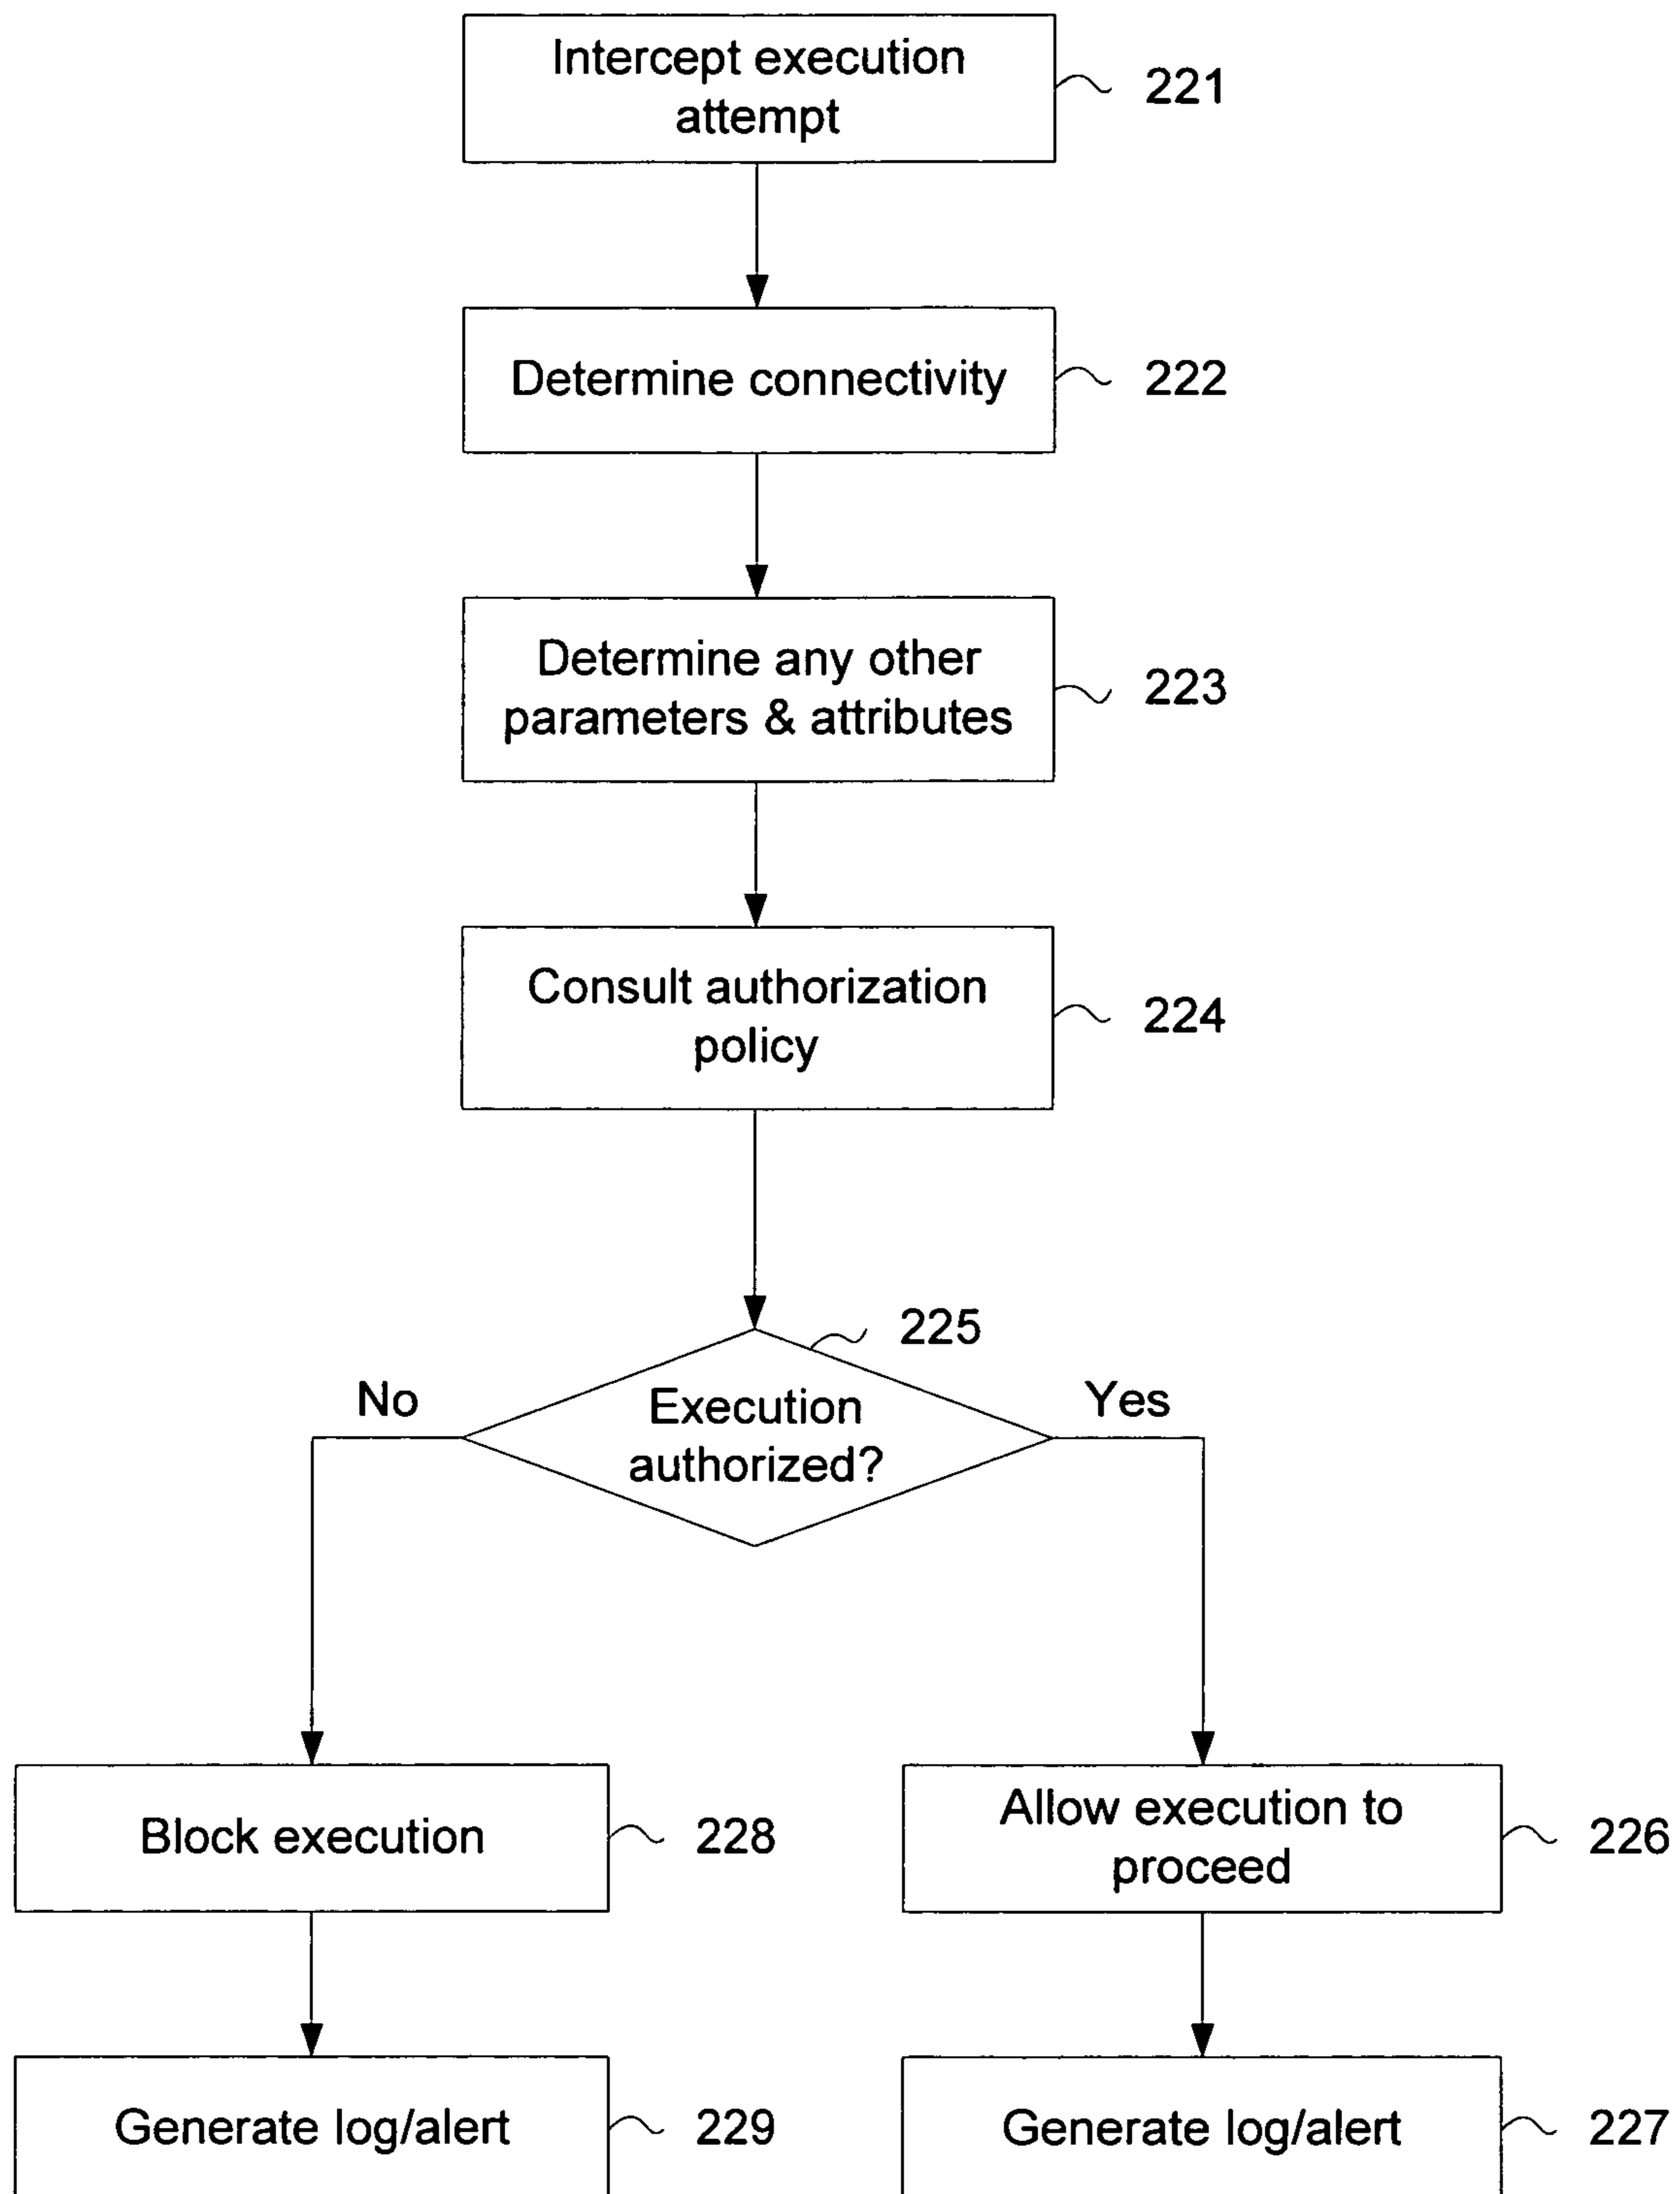 Intercept execution
attempt
221
Determine connectivity
222
Determine any other
parameters & attributes
223
Consult authorization
policy
224
225
No
Execution
authorized?
Yes
Block execution
228
Allow execution to
proceed
226
Generate log/alert
229
Generate log/alert
227